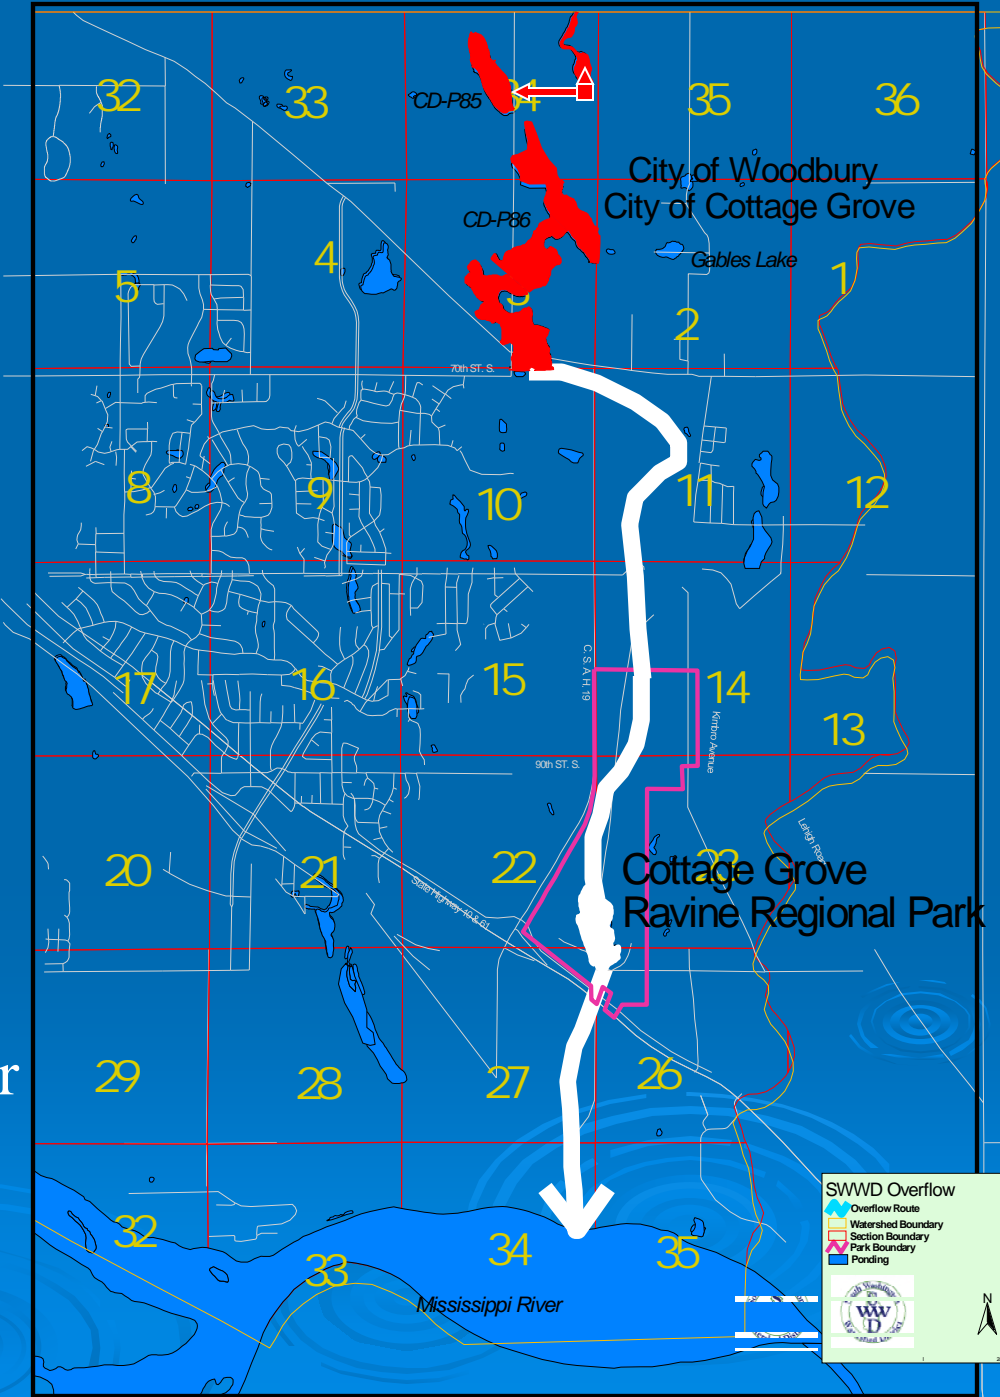 32
33
34
35
36
CD-P85
City of Woodbury
City of Cottage Grove
CD-P86
Gables Lake
5
4
3
2
1
70th ST. S.
8
9
10
11
12
C. S. A. H. 19
17
16
15
14
13
Kimbro Avenue
90th ST. S.
Lehigh Road
20
21
22
23
Cottage Grove
Ravine Regional Park
State Highway 10 & 61
r
29
28
27
26
32
33
34
35
Mississippi River
SWWD Overflow
Overflow Route
Watershed Boundary
Section Boundary
Park Boundary
Ponding
N